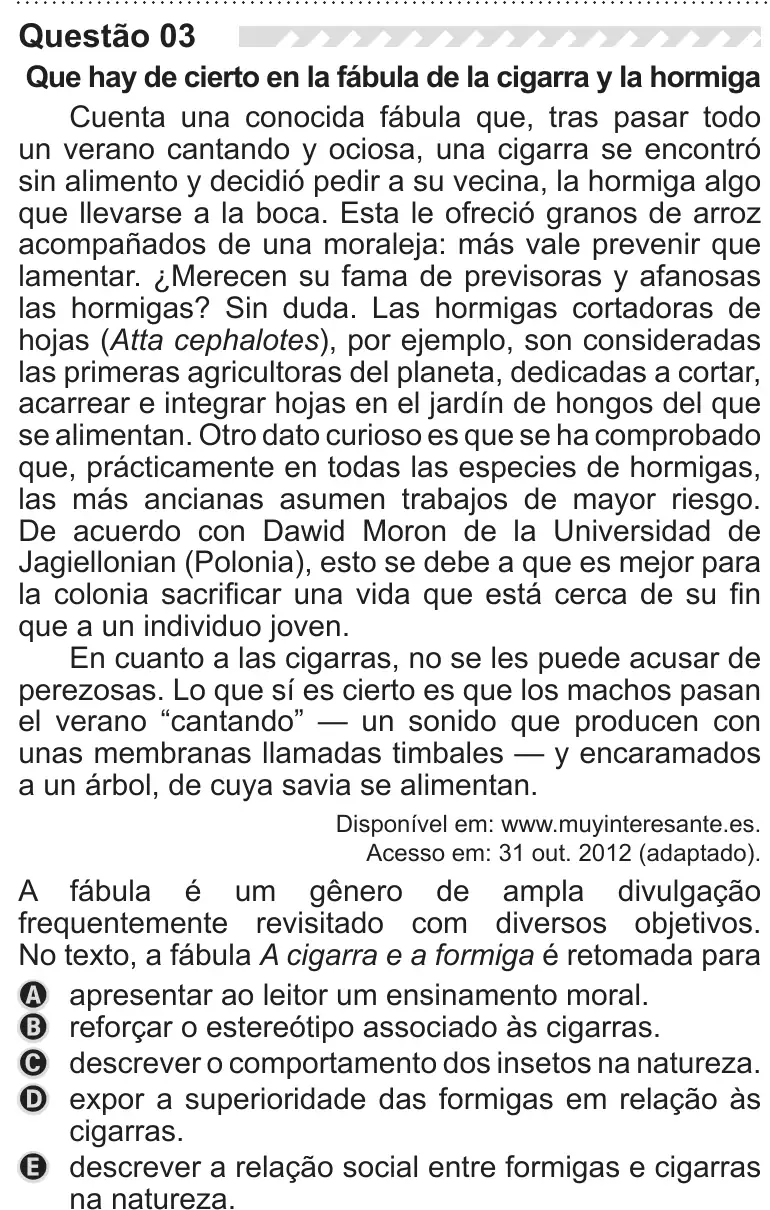 Questão 03
Que hay de cierto en la fábula de la cigarra y la hormiga
Cuenta una conocida fábula que, tras pasar todo
un verano cantando y ociosa, una cigarra se encontró
sin alimento y decidió pedir a su vecina, la hormiga algo
que llevarse a la boca. Esta le ofreció granos de arroz
acompañados de una moraleja: más vale prevenir que
lamentar. ¿Merecen su fama de previsoras y afanosas
las hormigas? Sin duda. Las hormigas cortadoras de
hojas (Atta cephalotes), por ejemplo, son consideradas
las primeras agricultoras del planeta, dedicadas a cortar,
acarrear e integrar hojas en el jardín de hongos del que
se alimentan. Otro dato curioso es que se ha comprobado
que, prácticamente en todas las especies de hormigas,
las más ancianas asumen trabajos de mayor riesgo.
De acuerdo con Dawid Moron de la Universidad de
Jagiellonian (Polonia), esto se debe a que es mejor para
la colonia sacrificar una vida que está cerca de su fin
que a un individuo joven.
En cuanto a las cigarras, no se les puede acusar de
perezosas. Lo que sí es cierto es que los machos pasan
el verano “cantando” — un sonido que producen con
unas membranas llamadas timbales — y encaramados
a un árbol, de cuya savia se alimentan.
Disponível em: www.muyinteresante.es.
Acesso em: 31 out. 2012 (adaptado).
A fábula é um gênero de ampla divulgação
frequentemente revisitado com diversos objetivos.
No texto, a fábula A cigarra e a formiga é retomada para
A apresentar ao leitor um ensinamento moral.
B reforçar o estereótipo associado às cigarras.
C descrever o comportamento dos insetos na natureza.
D expor a superioridade das formigas em relação às
cigarras.
E descrever a relação social entre formigas e cigarras
na natureza.